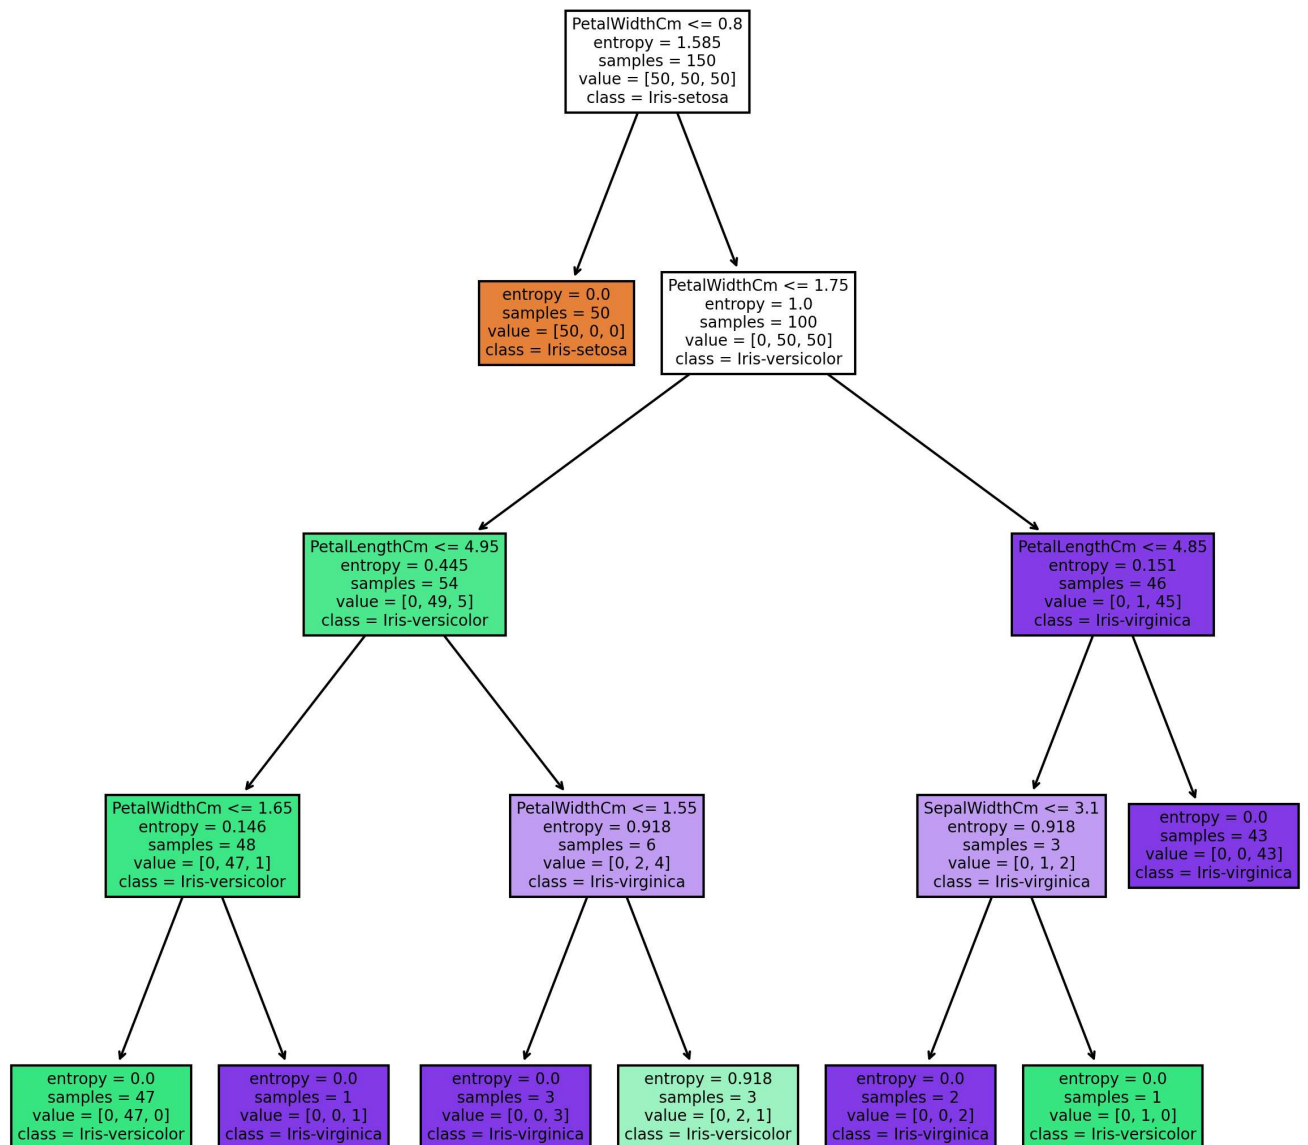 PetalWidthCm <= 0.8
entropy = 1.585
samples = 150
value = [50, 50, 50]
class = Iris-setosa
entropy = 0.0
samples = 50
value = [50, 0, 0]
class = Iris-setosa
PetalWidthCm <= 1.75
entropy = 1.0
samples = 100
value = [0, 50, 50]
class = Iris-versicolor
PetalLengthCm <= 4.95
entropy = 0.445
samples = 54
value = [0, 49, 5]
class = Iris-versicolor
PetalLengthCm <= 4.85
entropy = 0.151
samples = 46
value = [0, 1, 45]
class = Iris-virginica
PetalWidthCm <= 1.65
entropy = 0.146
samples = 48
value = [0, 47, 1]
class = Iris-versicolor
PetalWidthCm <= 1.55
entropy = 0.918
samples = 6
value = [0, 2, 4]
class = Iris-virginica
SepalWidthCm <= 3.1
entropy = 0.918
samples = 3
value = [0, 1, 2]
class = Iris-virginica
entropy = 0.0
samples = 43
value = [0, 0, 43]
class = Iris-virginica
entropy = 0.0
samples = 47
value = [0, 47, 0]
class = Iris-versicolor
entropy = 0.0
samples = 1
value = [0, 0, 1]
class = Iris-virginica
entropy = 0.0
samples = 3
value = [0, 0, 3]
class = Iris-virginica
entropy = 0.918
samples = 3
value = [0, 2, 1]
class = Iris-versicolor
entropy = 0.0
samples = 2
value = [0, 0, 2]
class = Iris-virginica
entropy = 0.0
samples = 1
value = [0, 1, 0]
class = Iris-versicolor